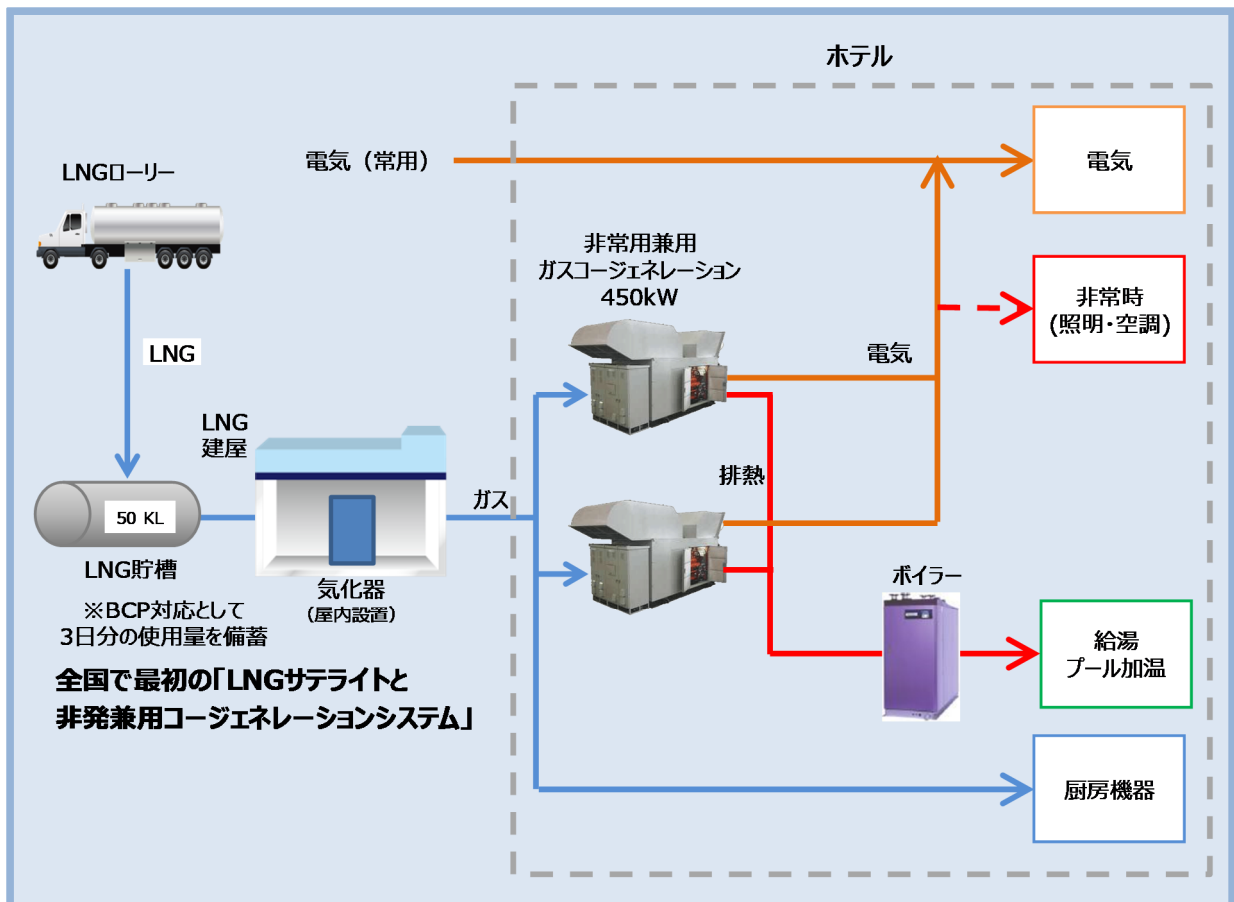 ホテル
電気（常用）
電気
LNGローリー
非常用兼用
ガスコージェネレーション
450kW
非常時
(照明・空調)
LNG
電気
LNG
建屋
排熱
ガス
50 KL
LNG貯槽
気化器
（屋内設置）
ボイラー
※BCP対応として
3日分の使用量を備蓄
給湯
プール加温
全国で最初の「LNGサテライトと
非発兼用コージェネレーションシステム」
厨房機器